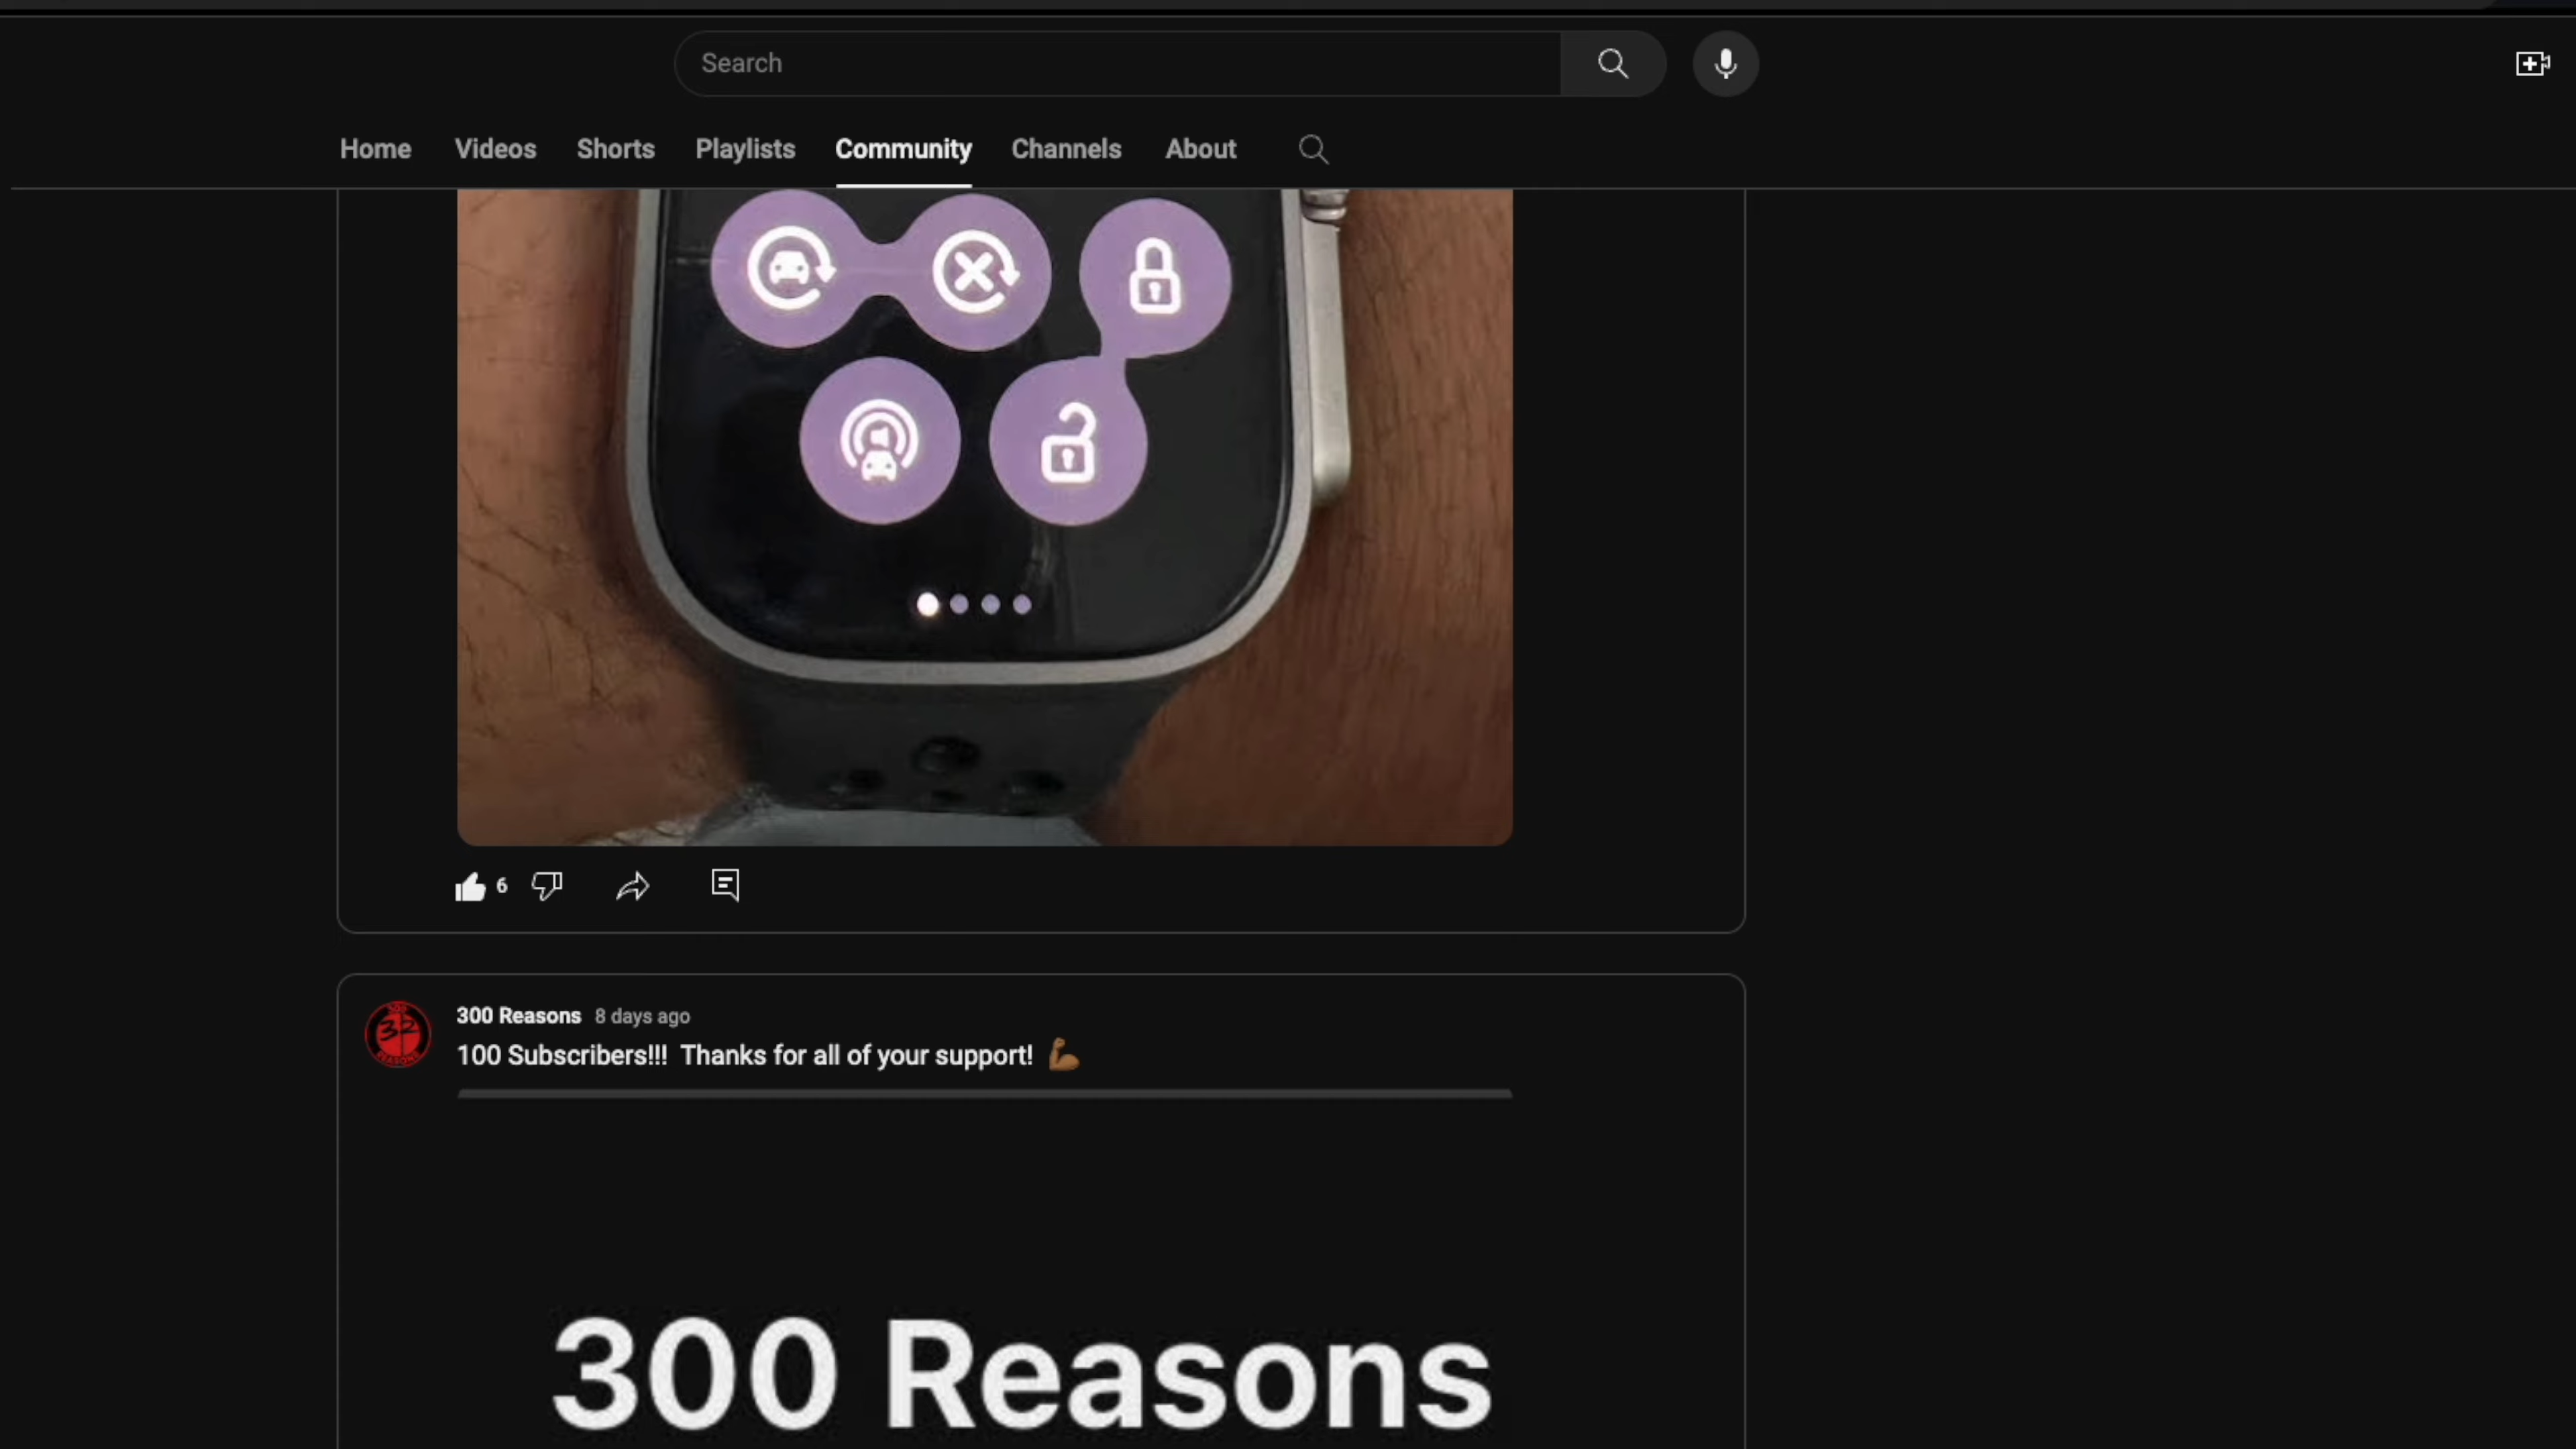 Search
Home Videos Shorts Playlists Community Channels About
6
300 Reasons 8 days ago
100 Subscribers!!! Thanks for all of your support!
300 Reasons